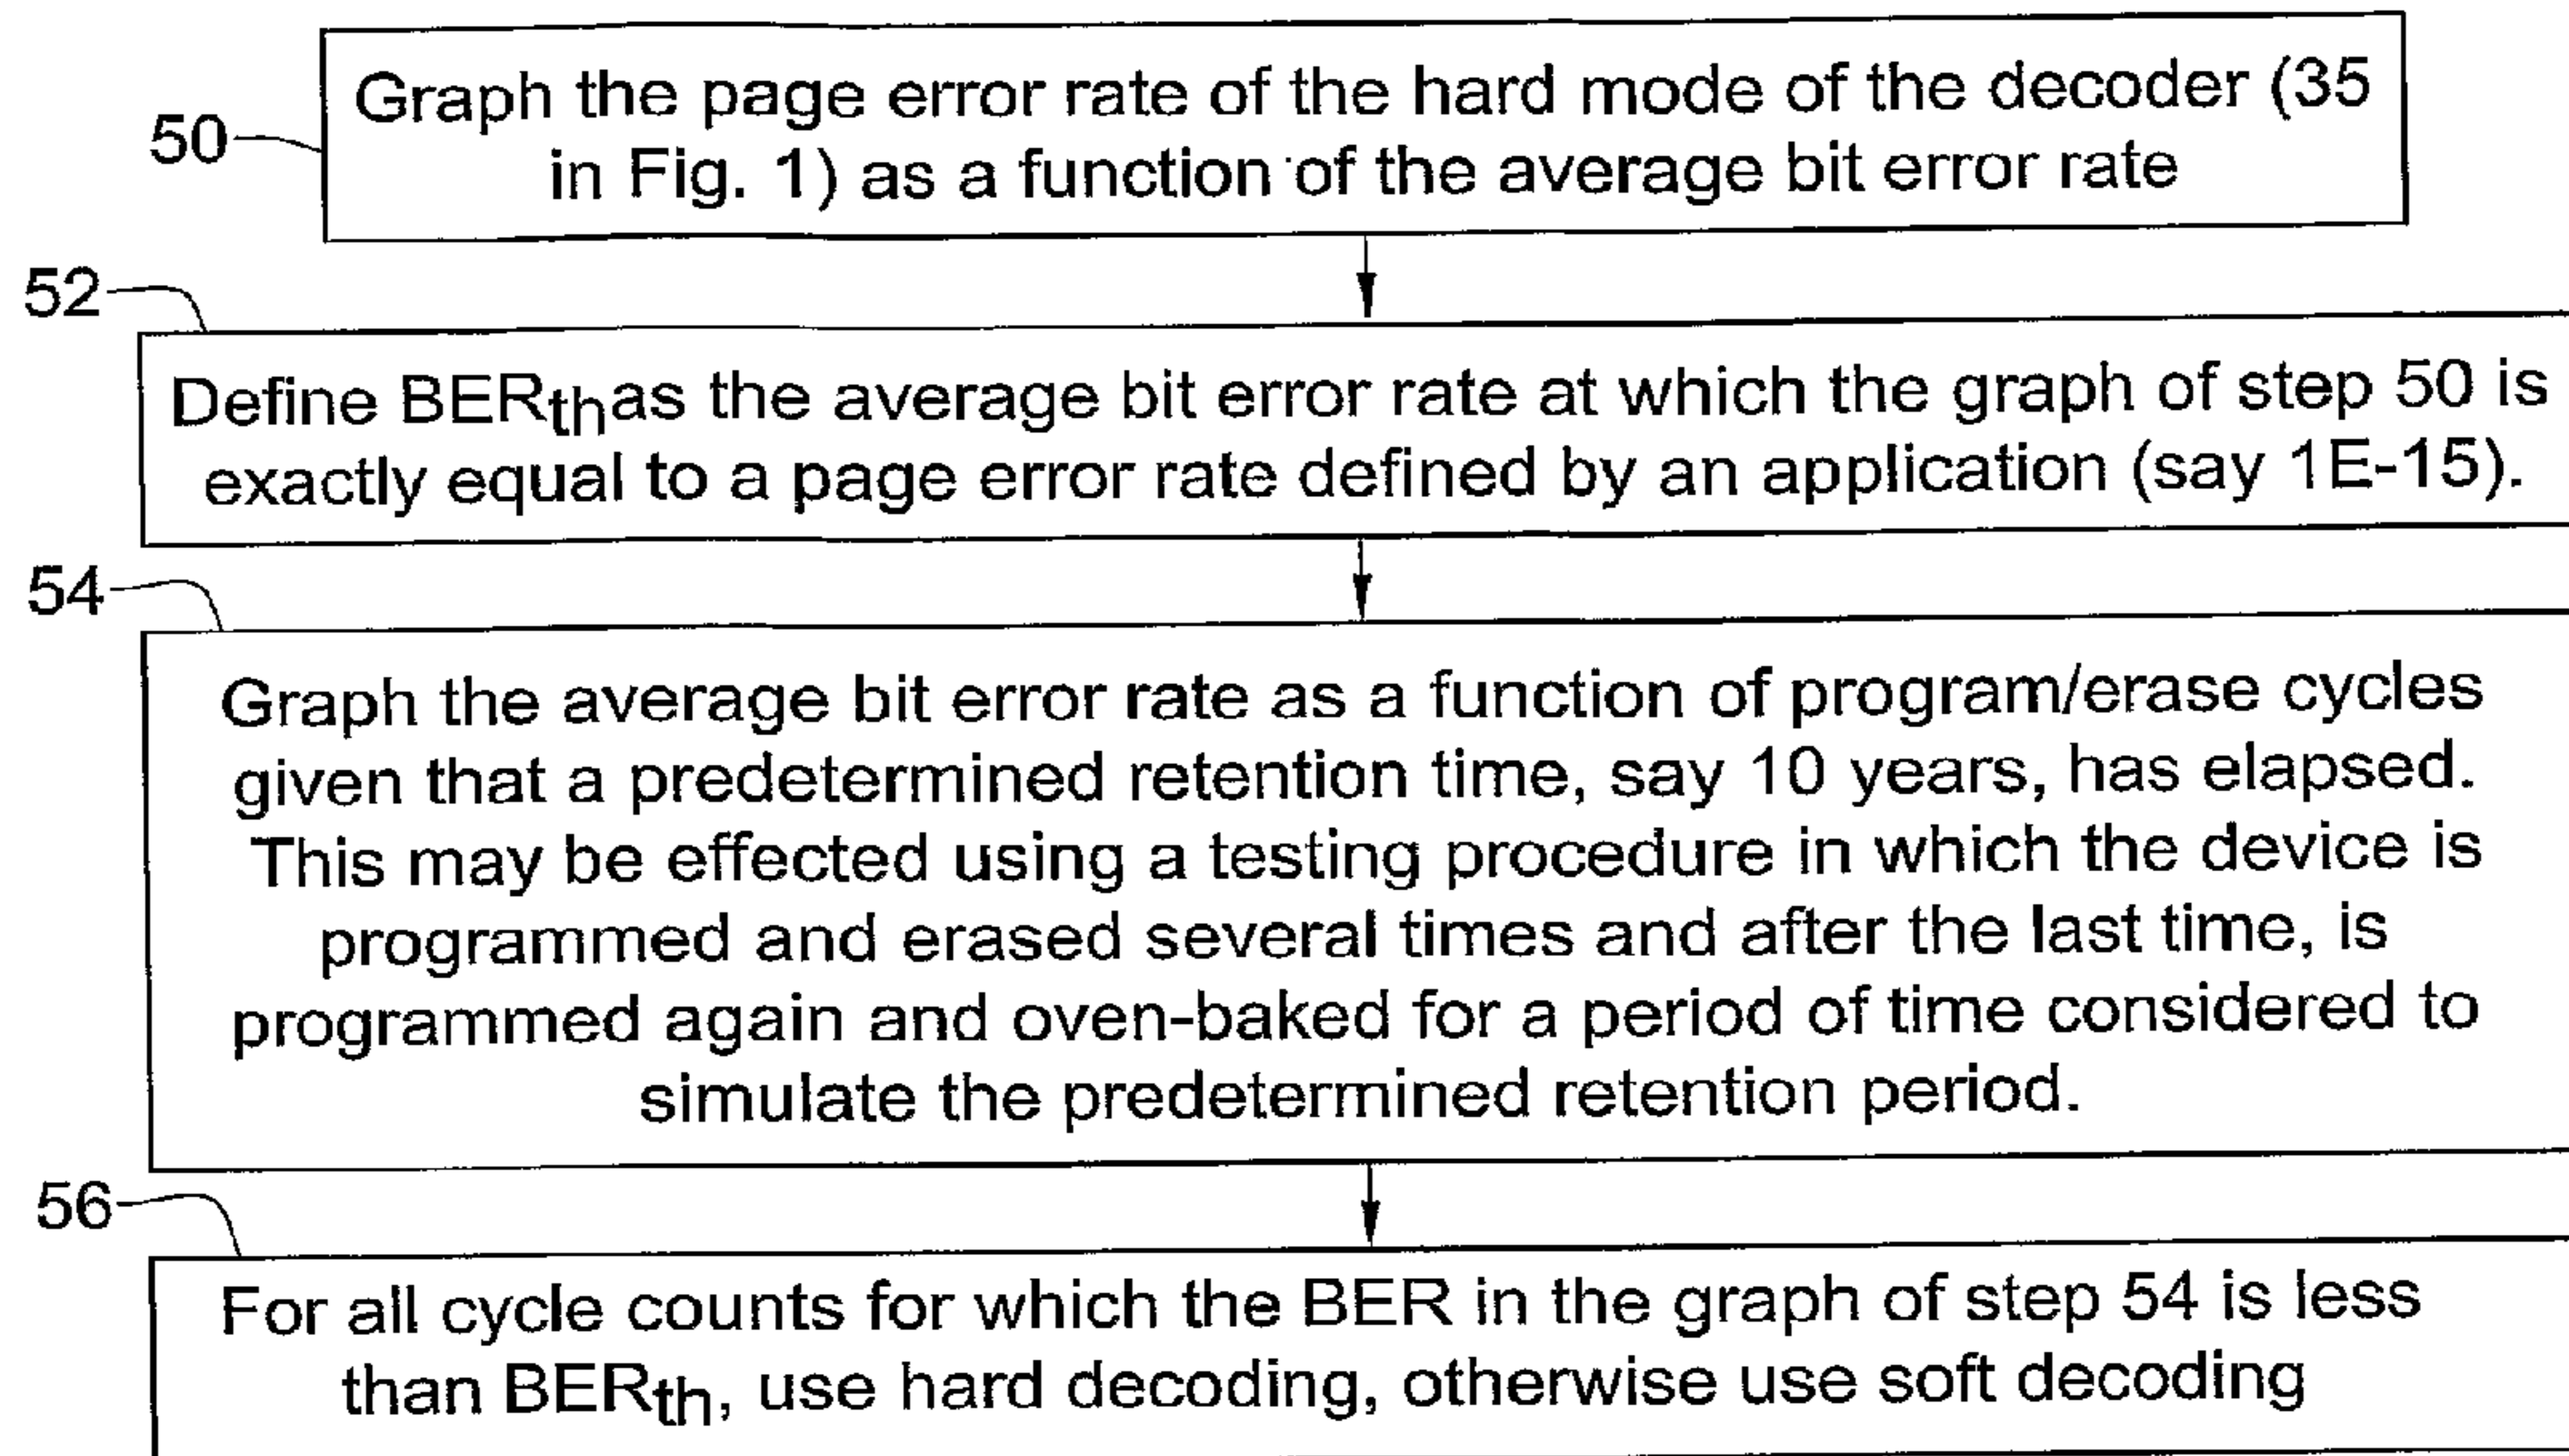 50
Graph the page error rate of the hard mode of the decoder (35
in Fig. 1) as a function of the average bit error rate
52
Define BERthas the average bit error rate at which the graph of step 50 is
exactly equal to a page error rate defined by an application (say 1E-15).
54
Graph the average bit error rate as a function of program/erase cycles
given that a predetermined retention time, say 10 years, has elapsed.
This may be effected using a testing procedure in which the device is
programmed and erased several times and after the last time, is
programmed again and oven-baked for a period of time considered to
simulate the predetermined retention period.
56
For all cycle counts for which the BER in the graph of step 54 is less
than BERth, use hard decoding, otherwise use soft decoding